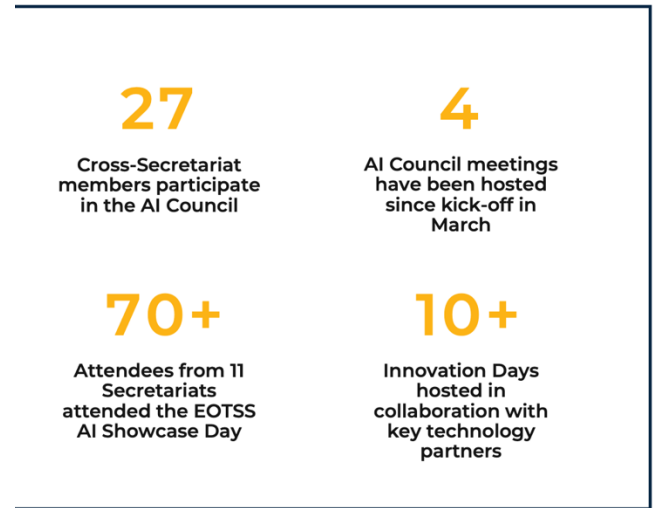 27
Cross-Secretariat
members participate
in the AI Council
4
AI Council meetings
have been hosted
since kick-off in
March
70+
Attendees from 11
Secretariats
attended the EOTSS
AI Showcase Day
10+
Innovation Days
hosted in
collaboration with
key technology
partners